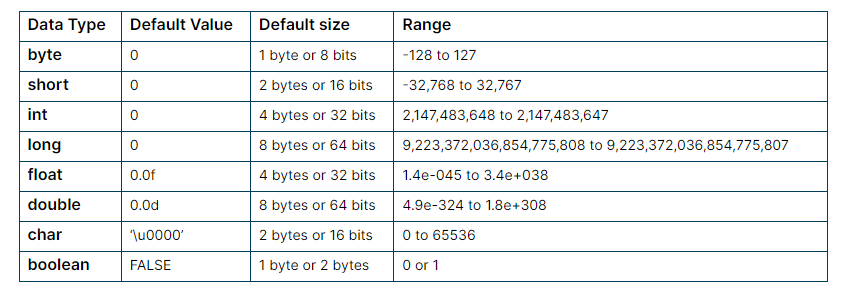 Data Type Default Value Default size Range
byte 0 1 byte or 8 bits -128 to 127
short 0 2 bytes or 16 bits -32,768 to 32,767
int 0 4 bytes or 32 bits 2,147,483,648 to 2,147,483,647
long 0 8 bytes or 64 bits 9,223,372,036,854,775,808 to 9,223,372,036,854,775,807
float 0.0f 4 bytes or 32 bits 1.4e-045 to 3.4e+038
double 0.0d 8 bytes or 64 bits 4.9e-324 to 1.8e+308
char ‘\u0000’ 2 bytes or 16 bits 0 to 65536
boolean FALSE 1 byte or 2 bytes 0 or 1